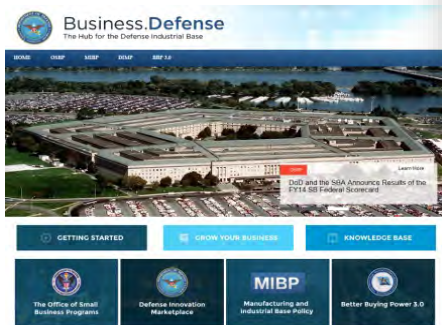 Business.Defense
The Hub for the Defense Industrial Base
HOME OSBP MIBP DIMP BBP 3.0
Learn More
DoD and the SBA Announce Results of the
FY14 SB Federal Scorecard
GETTING STARTED
GROW YOUR BUSINESS
KNOWLEDGE BASE
The Office of Small
Business Programs
Defense Innovation
Marketplace
MIBP
Manufacturing and
Industrial Base Policy
Better Buying Power 3.0